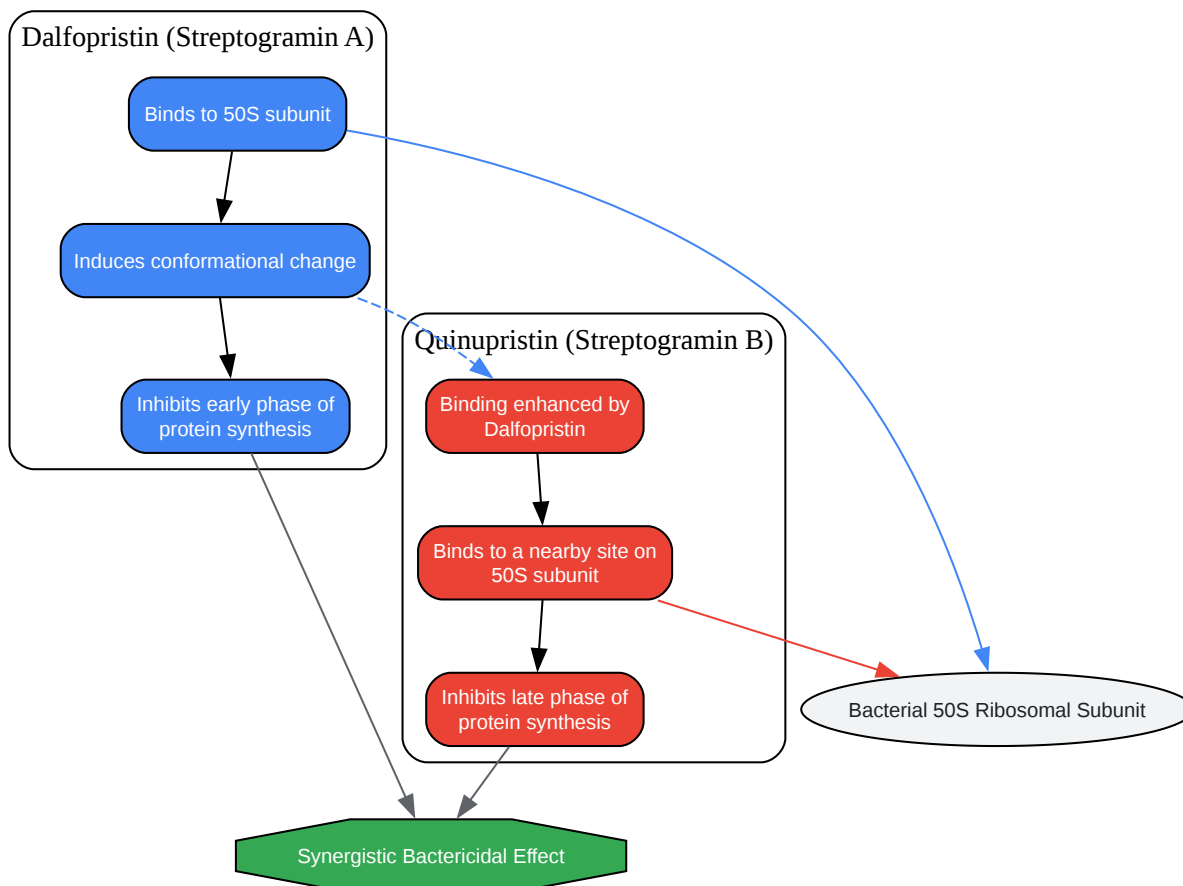 Dalfopristin (Streptogramin A)
Binds to 50S subunit
Induces conformational change
Inhibits early phase of
protein synthesis
Quinupristin (Streptogramin B)
Binding enhanced by
Dalfopristin
Binds to a nearby site on
50S subunit
Inhibits late phase of
protein synthesis
Bacterial 50S Ribosomal Subunit
Synergistic Bactericidal Effect